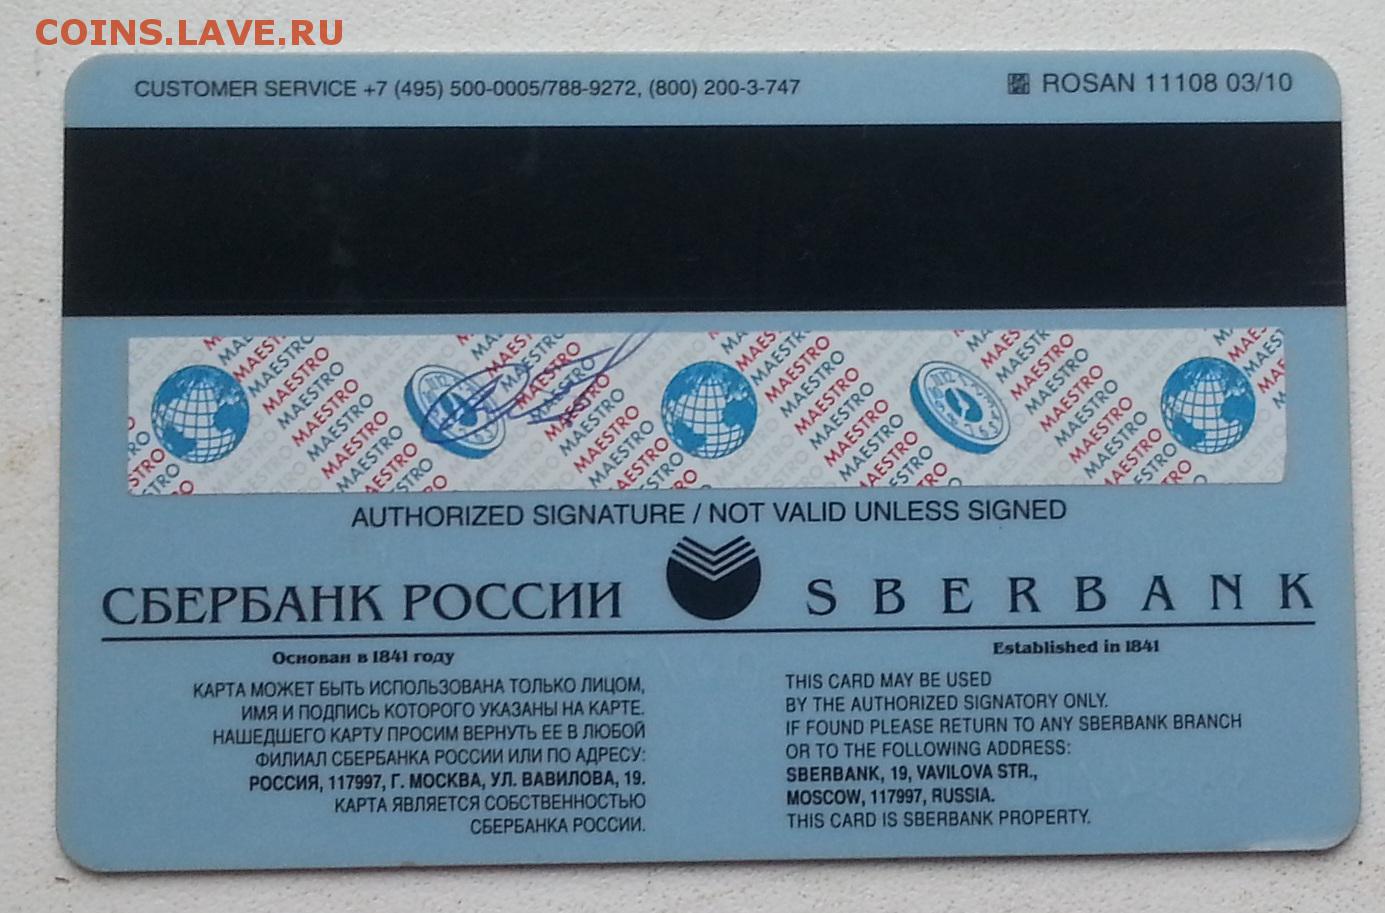 COINS.LAVE.RU
CUSTOMER SERVICE +7 (495) 500-0005/788-9272, (800) 200-3-747
ROSAN 11108 03/10
MAESTRO MAESTRO MAESTRO MAESTRO MAESTRO MAESTRO
AUTHORIZED SIGNATURE / NOT VALID UNLESS SIGNED
СБЕРБАНК РОССИИ
SBERBANK
Основан в 1841 году
Established in 1841
КАРТА МОЖЕТ БЫТЬ ИСПОЛЬЗОВАНА ТОЛЬКО ЛИЦОМ,
ИМЯ И ПОДПИСЬ КОТОРОГО УКАЗАНЫ НА КАРТЕ.
НАШЕДШЕГО КАРТУ ПРОСИМ ВЕРНУТЬ ЕЕ В ЛЮБОЙ
ФИЛИАЛ СБЕРБАНКА РОССИИ ИЛИ ПО АДРЕСУ:
РОССИЯ, 117997, Г. МОСКВА, УЛ. ВАВИЛОВА, 19.
КАРТА ЯВЛЯЕТСЯ СОБСТВЕННОСТЬЮ
СБЕРБАНКА РОССИИ.
THIS CARD MAY BE USED
BY THE AUTHORIZED SIGNATORY ONLY.
IF FOUND PLEASE RETURN TO ANY SBERBANK BRANCH
OR TO THE FOLLOWING ADDRESS:
SBERBANK, 19, VAVILOVA STR.,
MOSCOW, 117997, RUSSIA.
THIS CARD IS SBERBANK PROPERTY.